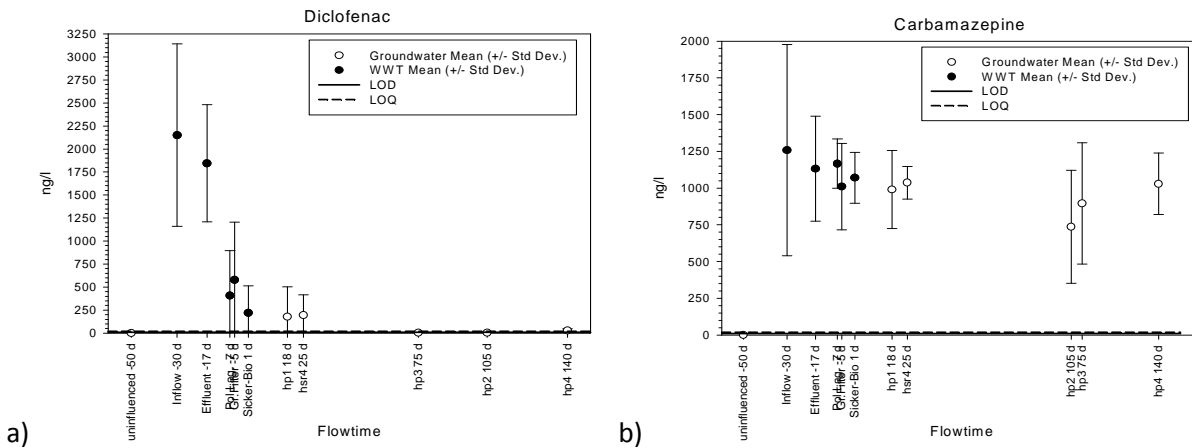 Diclofenac
3250
3000
2750
2500
2250
2000
1750
1500
1250
1000
750
500
250
0
ng/l
Groundwater Mean (+/- Std Dev.)
WWT Mean (+/- Std Dev.)
LOD
LOQ
uninfluenced -50 d
Inflow -30 d
Effluent -17 d
Sicker-Bio 1 d
hp1 18 d
hsr4 25 d
hp3 75 d
hp2 105 d
hp4 140 d
Flowtime
a)
Carbamazepine
2000
1750
1500
1250
1000
750
500
250
0
ng/l
Groundwater Mean (+/- Std Dev.)
WWT Mean (+/- Std Dev.)
LOD
LOQ
uninfluenced -50 d
Inflow -30 d
Effluent -17 d
Sicker-Bio 1 d
hp1 18 d
hsr4 25 d
hp2 105 d
hp3 75 d
hp4 140 d
Flowtime
b)